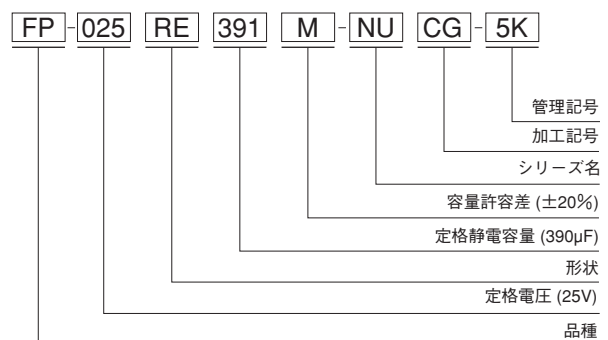 FP-025 RE 391 M-NU CG-5K
管理記号
加工記号
シリーズ名
容量許容差 (±20%)
定格静電容量 (390µF)
形状
定格電圧 (25V)
品種